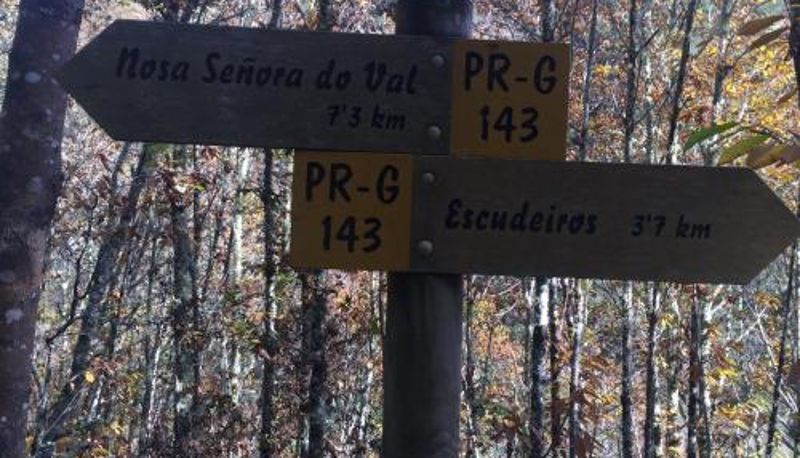 Nosa Señora do Val
7'3 km
PR-G
143
PR-G
143
Escudeiros 3'7 km